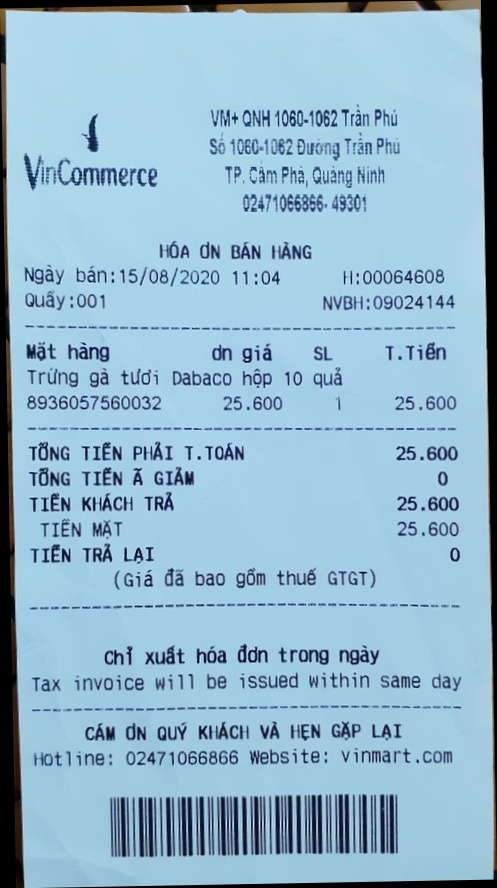 VinCommerce
VM+ QNH 1060-1062 Trần Phú
Số 1060-1062 Đường Trần Phú
TP. Cẩm Phả, Quảng Ninh
02471066866- 49301
HÓA ƠN BÁN HÀNG
Ngày bán:15/08/2020 11:04 H:00064608
Quầy:001 NVBH:09024144
Mặt hàng ơn giá SL T.Tiền
Trứng gà tươi Dabaco hộp 10 quả
8936057560032 25.600 1 25.600
TỔNG TIỀN PHẢI T.TOÁN 25.600
TỔNG TIỀN Ã GIẢM 0
TIỀN KHÁCH TRẢ 25.600
TIỀN MẶT 25.600
TIỀN TRẢ LẠI 0
(Giá đã bao gồm thuế GTGT)
Chỉ xuất hóa đơn trong ngày
Tax invoice will be issued within same day
CẢM ƠN QUÝ KHÁCH VÀ HẸN GẶP LẠI
Hotline: 02471066866 Website: vinmart.com